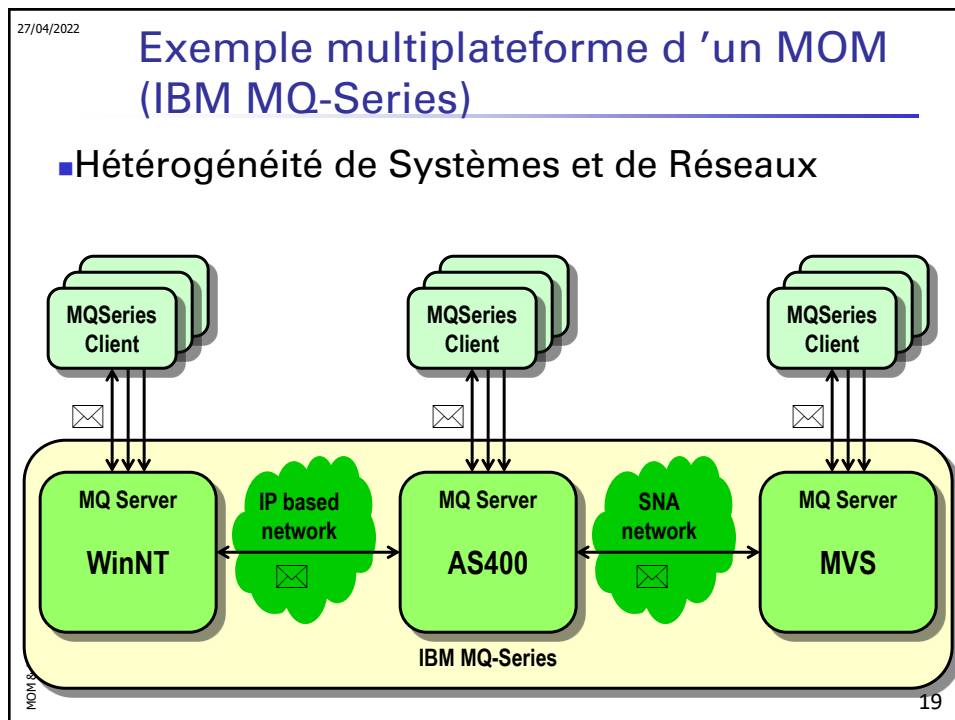 27/04/2022
Exemple multiplateforme d ’un MOM
(IBM MQ-Series)
Hétérogénéité de Systèmes et de Réseaux
MQSeries
Client
MQSeries
Client
MQSeries
Client
MQ Server
WinNT
IP based
network
MQ Server
AS400
SNA
network
MQ Server
MVS
IBM MQ-Series
MOM &
19